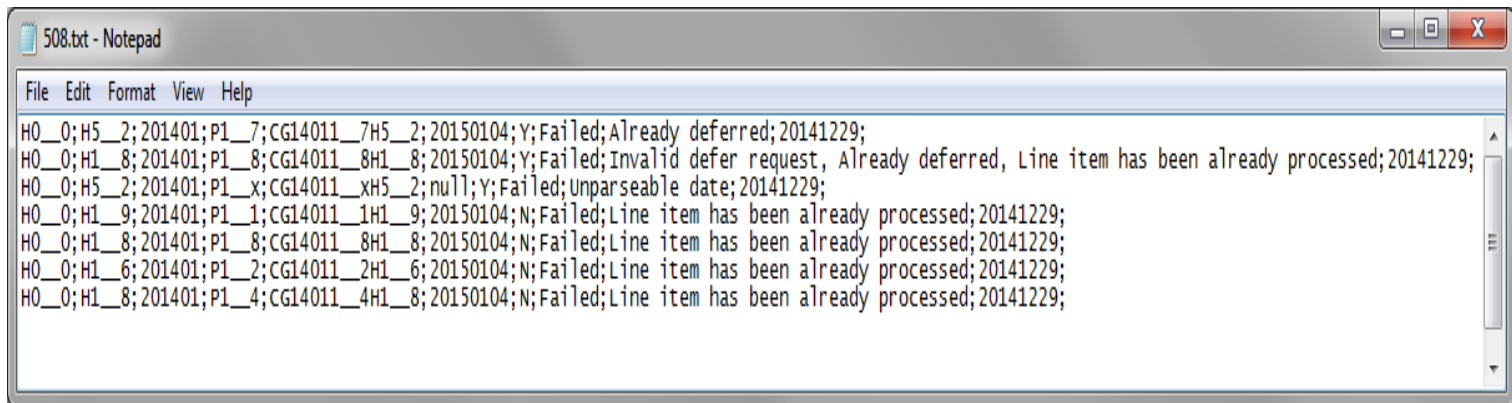 508.txt - Notepad
File Edit Format View Help
H0__0;H5__2;201401;P1__7;CG14011__7H5__2;20150104;Y;Failed;Already deferred;20141229;
H0__0;H1__8;201401;P1__8;CG14011__8H1__8;20150104;Y;Failed;Invalid defer request, Already deferred, Line item has been already processed;20141229;
H0__0;H5__2;201401;P1__x;CG14011__xH5__2;null;Y;Failed;Unparseable date;20141229;
H0__0;H1__9;201401;P1__1;CG14011__1H1__9;20150104;N;Failed;Line item has been already processed;20141229;
H0__0;H1__8;201401;P1__8;CG14011__8H1__8;20150104;N;Failed;Line item has been already processed;20141229;
H0__0;H1__6;201401;P1__2;CG14011__2H1__6;20150104;N;Failed;Line item has been already processed;20141229;
H0__0;H1__8;201401;P1__4;CG14011__4H1__8;20150104;N;Failed;Line item has been already processed;20141229;